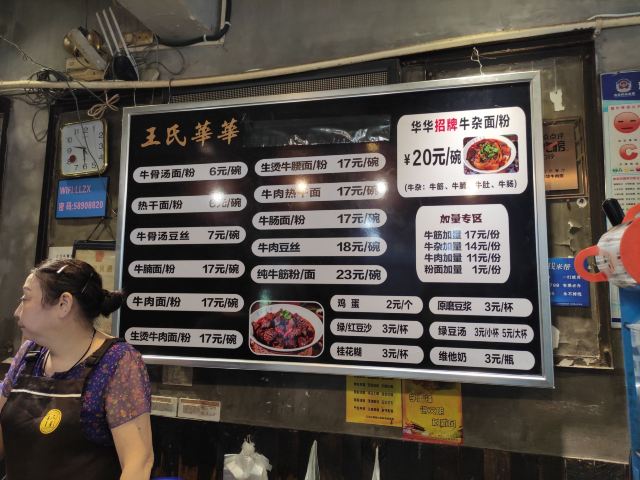 王氏華華
牛骨汤面/粉 6元/碗
热干面/粉 6元/碗
牛骨汤豆丝 7元/碗
牛腩面/粉 17元/碗
牛肉面/粉 17元/碗
生烫牛肉面/粉 17元/碗
生烫牛腰面/粉 17元/碗
牛肉热干面 17元/碗
牛肠面/粉 17元/碗
牛肉豆丝 18元/碗
纯牛筋粉/面 23元/碗
华华招牌牛杂面/粉
¥20元/碗
(牛杂：牛筋、牛腩、牛肚、牛肠)
加量专区
牛筋加量 17元/份
牛杂加量 14元/份
牛肉加量 11元/份
粉面加量 1元/份
鸡蛋 2元/个
绿/红豆沙 3元/杯
桂花糊 3元/杯
原磨豆浆 3元/杯
绿豆汤 3元/小杯 5元/大杯
维他奶 3元/瓶
WIFI:LLZX
密码:58908820